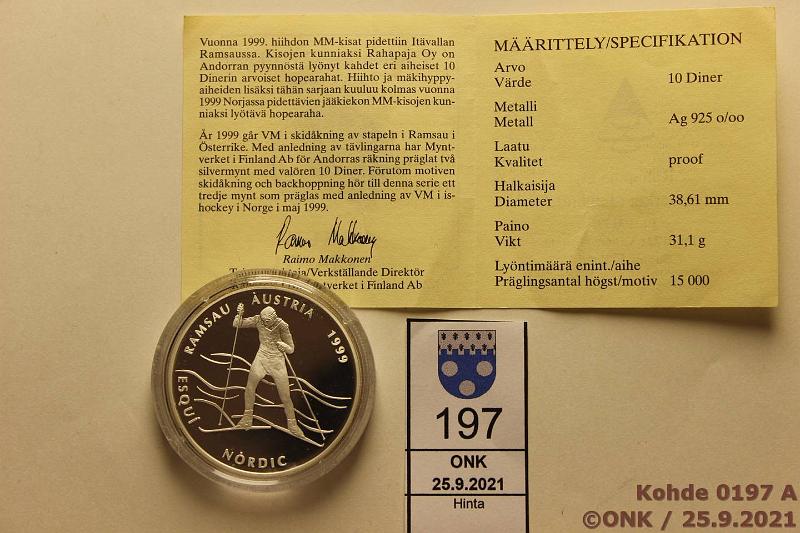 Vuonna 1999. hiihdon MM-kisat pidettiin Itävallan
Ramsaussa. Kisojen kunniaksi Rahapaja Oy on
Andorran pyynnöstä lyönyt kahdet eri aiheiset 10
Dinerin arvoiset hopearahat. Hiihto ja mäkihyppy-
aiheiden lisäksi tähän sarjaan kuuluu kolmas vuonna
1999 Norjassa pidettävien jääkiekon MM-kisojen kun-
niaksi lyötävä hopearaha.
År 1999 går VM i skidåkning av stapeln i Ramsau i
Österrike. Med anledning av tävlingarna har Mynt-
verket i Finland Ab för Andorras räkning präglat två
silvermynt med valören 10 Diner. Förutom motiven
skidåkning och backhoppning hör till denna serie ett
tredje mynt som präglas med anledning av VM i is-
hockey i Norge i maj 1999.
Raimo Makkonen
Raimo Makkonen
/Verkställande Direktör
verket i Finland Ab
MÄÄRITTELY/SPECIFIKATION
Arvo
Värde 10 Diner
Metalli
Metall Ag 925 o/oo
Laatu
Kvalitet proof
Halkaisija
Diameter 38,61 mm
Paino
Vikt 31,1 g
Lyöntimäärä enint./aihe
Präglingsantal högst/motiv 15 000
RAMSAU ÀUSTRIA 1999
ESQUÍ NÒRDIC
197
ONK
25.9.2021
Hinta
Kohde 0197 A
©ONK / 25.9.2021